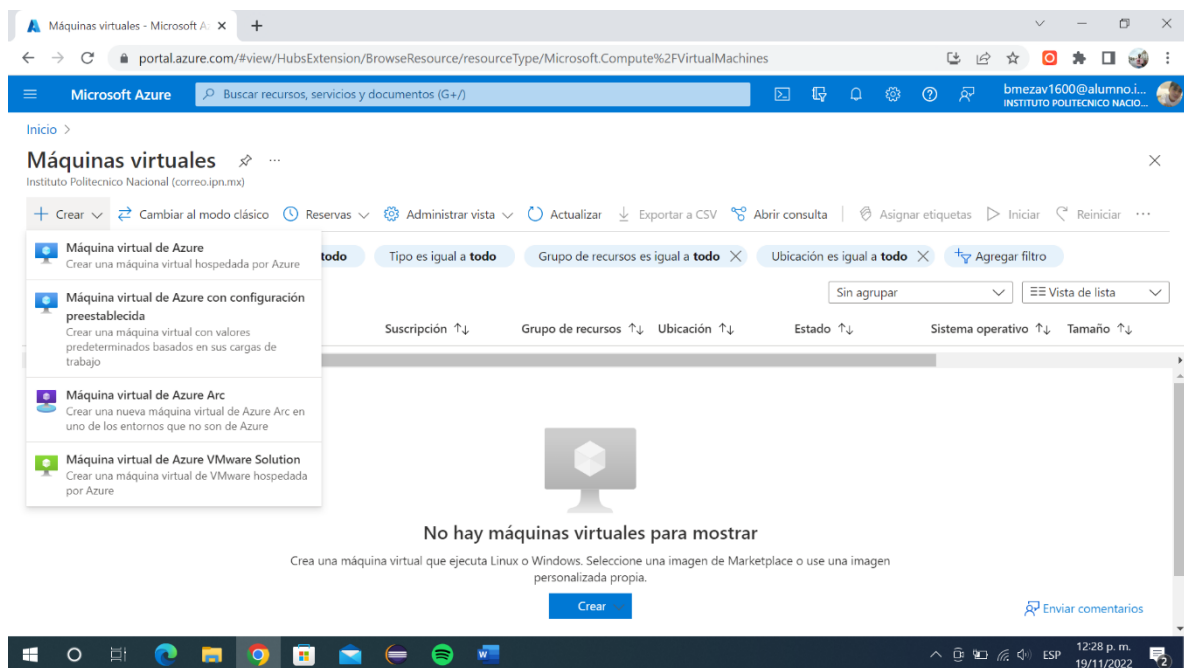 Máquinas virtuales - Microsoft A
portal.azure.com/#view/HubsExtension/BrowseResource/resourceType/Microsoft.Compute%2FVirtualMachines
Microsoft Azure
Buscar recursos, servicios y documentos (G+/)
bmezav1600@alumno.i...
INSTITUTO POLITECNICO NACIO...
Inicio >
Máquinas virtuales
Instituto Politecnico Nacional (correo.ipn.mx)
Crear
Cambiar al modo clásico
Reservas
Administrar vista
Actualizar
Exportar a CSV
Abrir consulta
Asignar etiquetas
Iniciar
Reiniciar
Máquina virtual de Azure
Crear una máquina virtual hospedada por Azure
Máquina virtual de Azure con configuración
preestablecida
Crear una máquina virtual con valores
predeterminados basados en sus cargas de
trabajo
Máquina virtual de Azure Arc
Crear una nueva máquina virtual de Azure Arc en
uno de los entornos que no son de Azure
Máquina virtual de Azure VMware Solution
Crear una máquina virtual de VMware hospedada
por Azure
todo
Tipo es igual a todo
Grupo de recursos es igual a todo
Ubicación es igual a todo
Agregar filtro
Sin agrupar
Vista de lista
Suscripción
Grupo de recursos
Ubicación
Estado
Sistema operativo
Tamaño
No hay máquinas virtuales para mostrar
Crea una máquina virtual que ejecuta Linux o Windows. Seleccione una imagen de Marketplace o use una imagen
personalizada propia.
Crear
Enviar comentarios
ESP
12:28 p. m.
19/11/2022
2